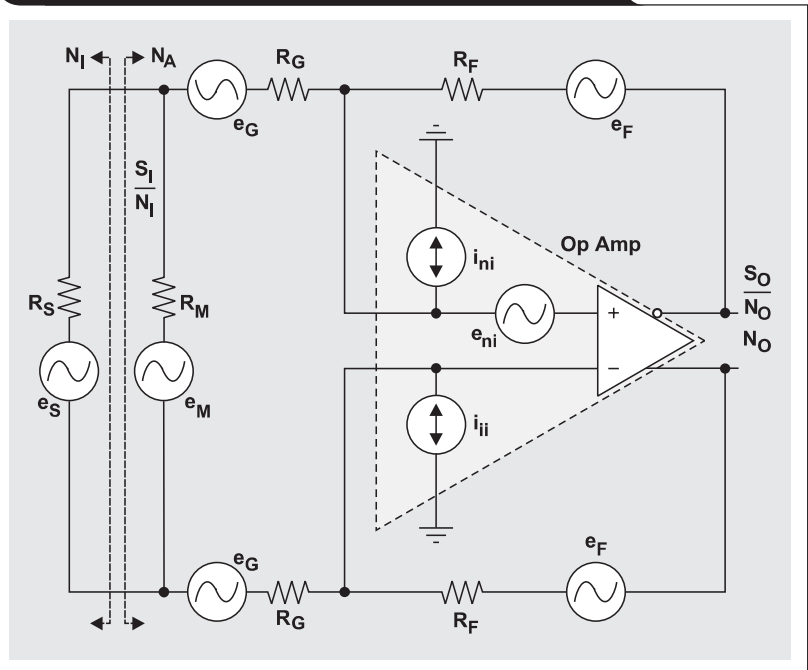 N_I N_A
R_G
R_F
e_G
e_F
S_I
N_I
i_ni
Op Amp
S_O
N_O
N_O
R_S
R_M
e_ni
+
−
e_S
e_M
i_ii
e_G
e_F
R_G
R_F